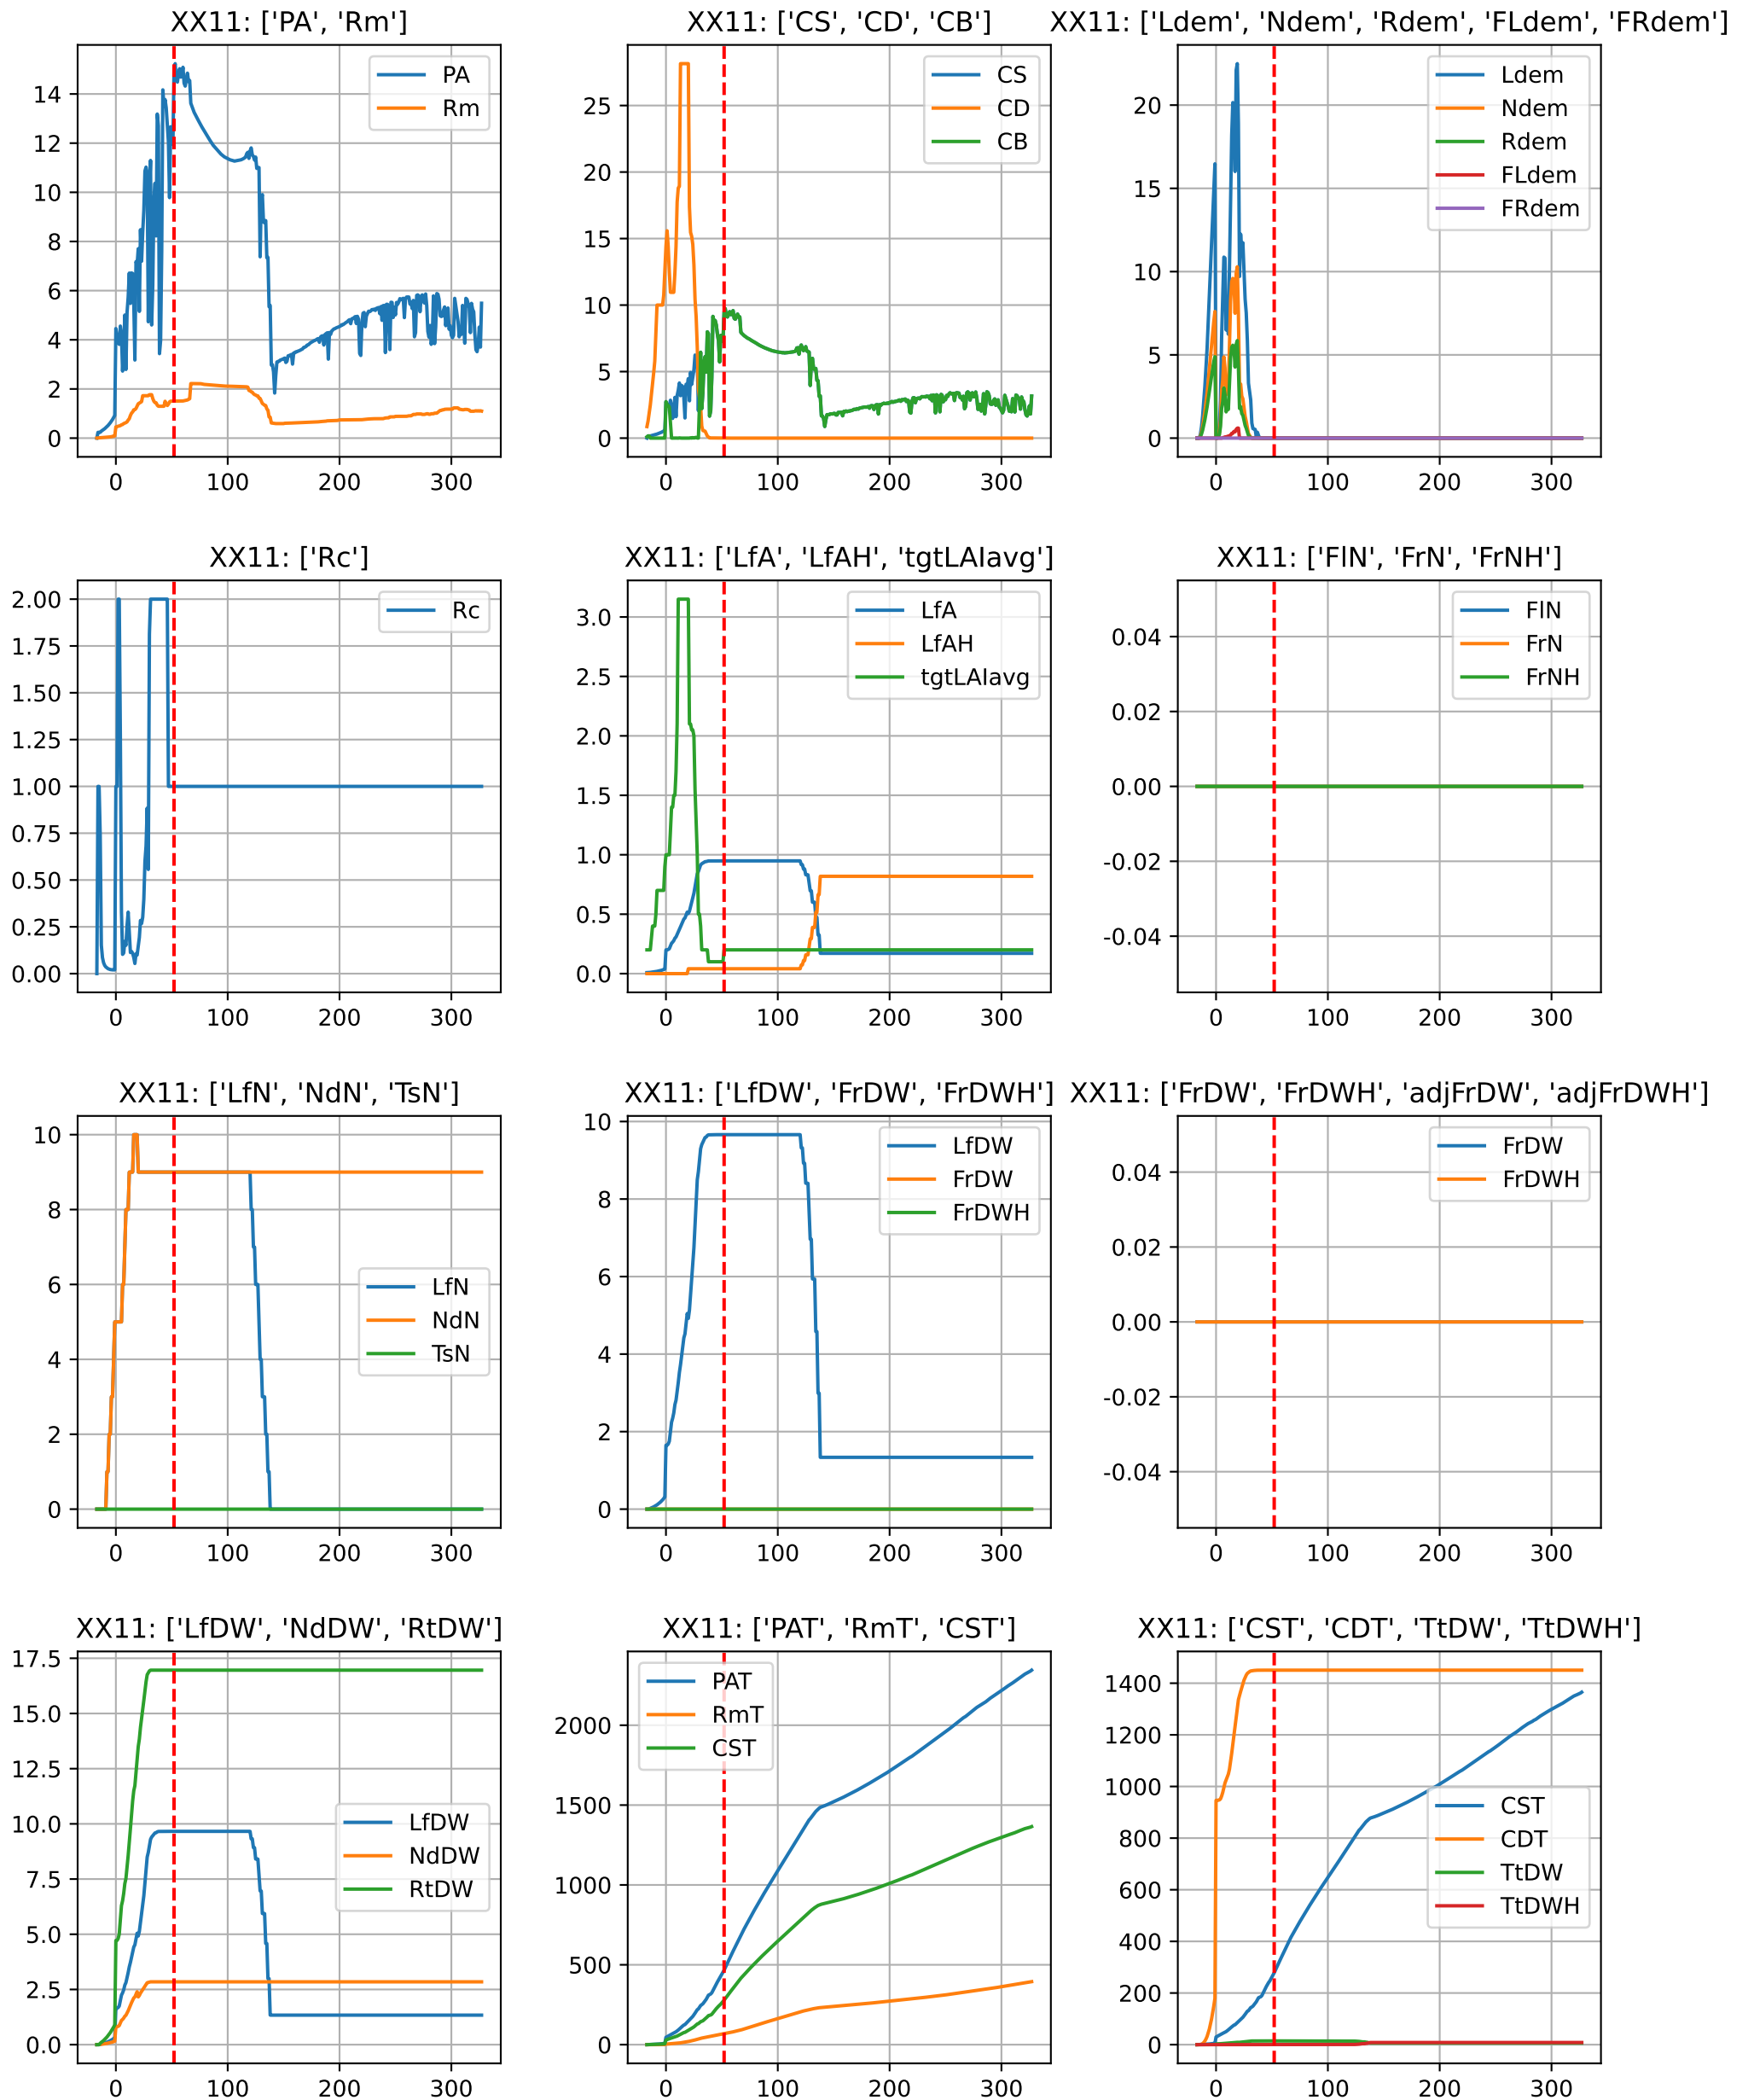 XX11: ['PA', 'Rm']
PA
Rm
14
12
10
8
6
4
2
0
0 100 200 300
XX11: ['CS', 'CD', 'CB']
CS
CD
CB
25
20
15
10
5
0
0 100 200 300
XX11: ['Ldem', 'Ndem', 'Rdem', 'FLdem', 'FRdem']
Ldem
Ndem
Rdem
FLdem
FRdem
20
15
10
5
0
0 100 200 300
XX11: ['Rc']
Rc
2.00
1.75
1.50
1.25
1.00
0.75
0.50
0.25
0.00
0 100 200 300
XX11: ['LfA', 'LfAH', 'tgtLAIavg']
LfA
LfAH
tgtLAIavg
3.0
2.5
2.0
1.5
1.0
0.5
0.0
0 100 200 300
XX11: ['FlN', 'FrN', 'FrNH']
FlN
FrN
FrNH
0.04
0.02
0.00
-0.02
-0.04
0 100 200 300
XX11: ['LfN', 'NdN', 'TsN']
LfN
NdN
TsN
10
8
6
4
2
0
0 100 200 300
XX11: ['LfDW', 'FrDW', 'FrDWH']
LfDW
FrDW
FrDWH
10
8
6
4
2
0
0 100 200 300
XX11: ['FrDW', 'FrDWH', 'adjFrDW', 'adjFrDWH']
FrDW
FrDWH
0.04
0.02
0.00
-0.02
-0.04
0 100 200 300
XX11: ['LfDW', 'NdDW', 'RtDW']
LfDW
NdDW
RtDW
17.5
15.0
12.5
10.0
7.5
5.0
2.5
0.0
0 100 200 300
XX11: ['PAT', 'RmT', 'CST']
PAT
RmT
CST
2000
1500
1000
500
0
0 100 200 300
XX11: ['CST', 'CDT', 'TtDW', 'TtDWH']
CST
CDT
TtDW
TtDWH
1400
1200
1000
800
600
400
200
0
0 100 200 300